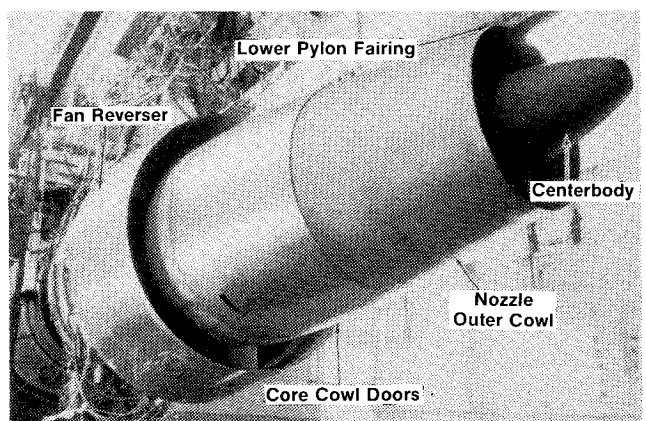 Lower Pylon Fairing
Fan Reverser
Centerbody
Nozzle
Outer Cowl
Core Cowl Doors